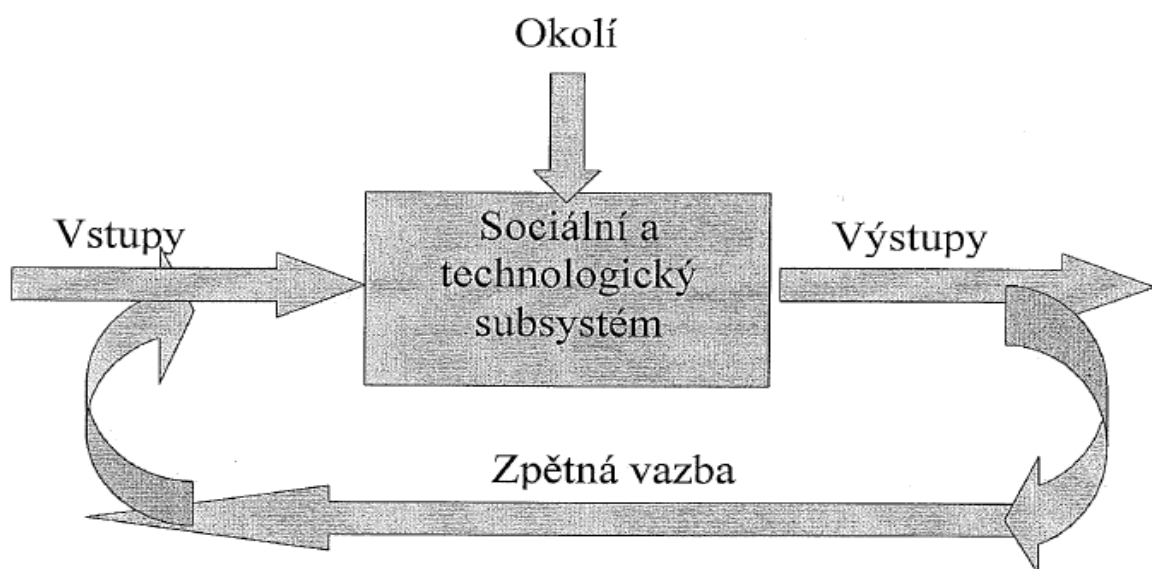 Okolí
Vstupy
Sociální a
technologický
subsystém
Výstupy
Zpětná vazba